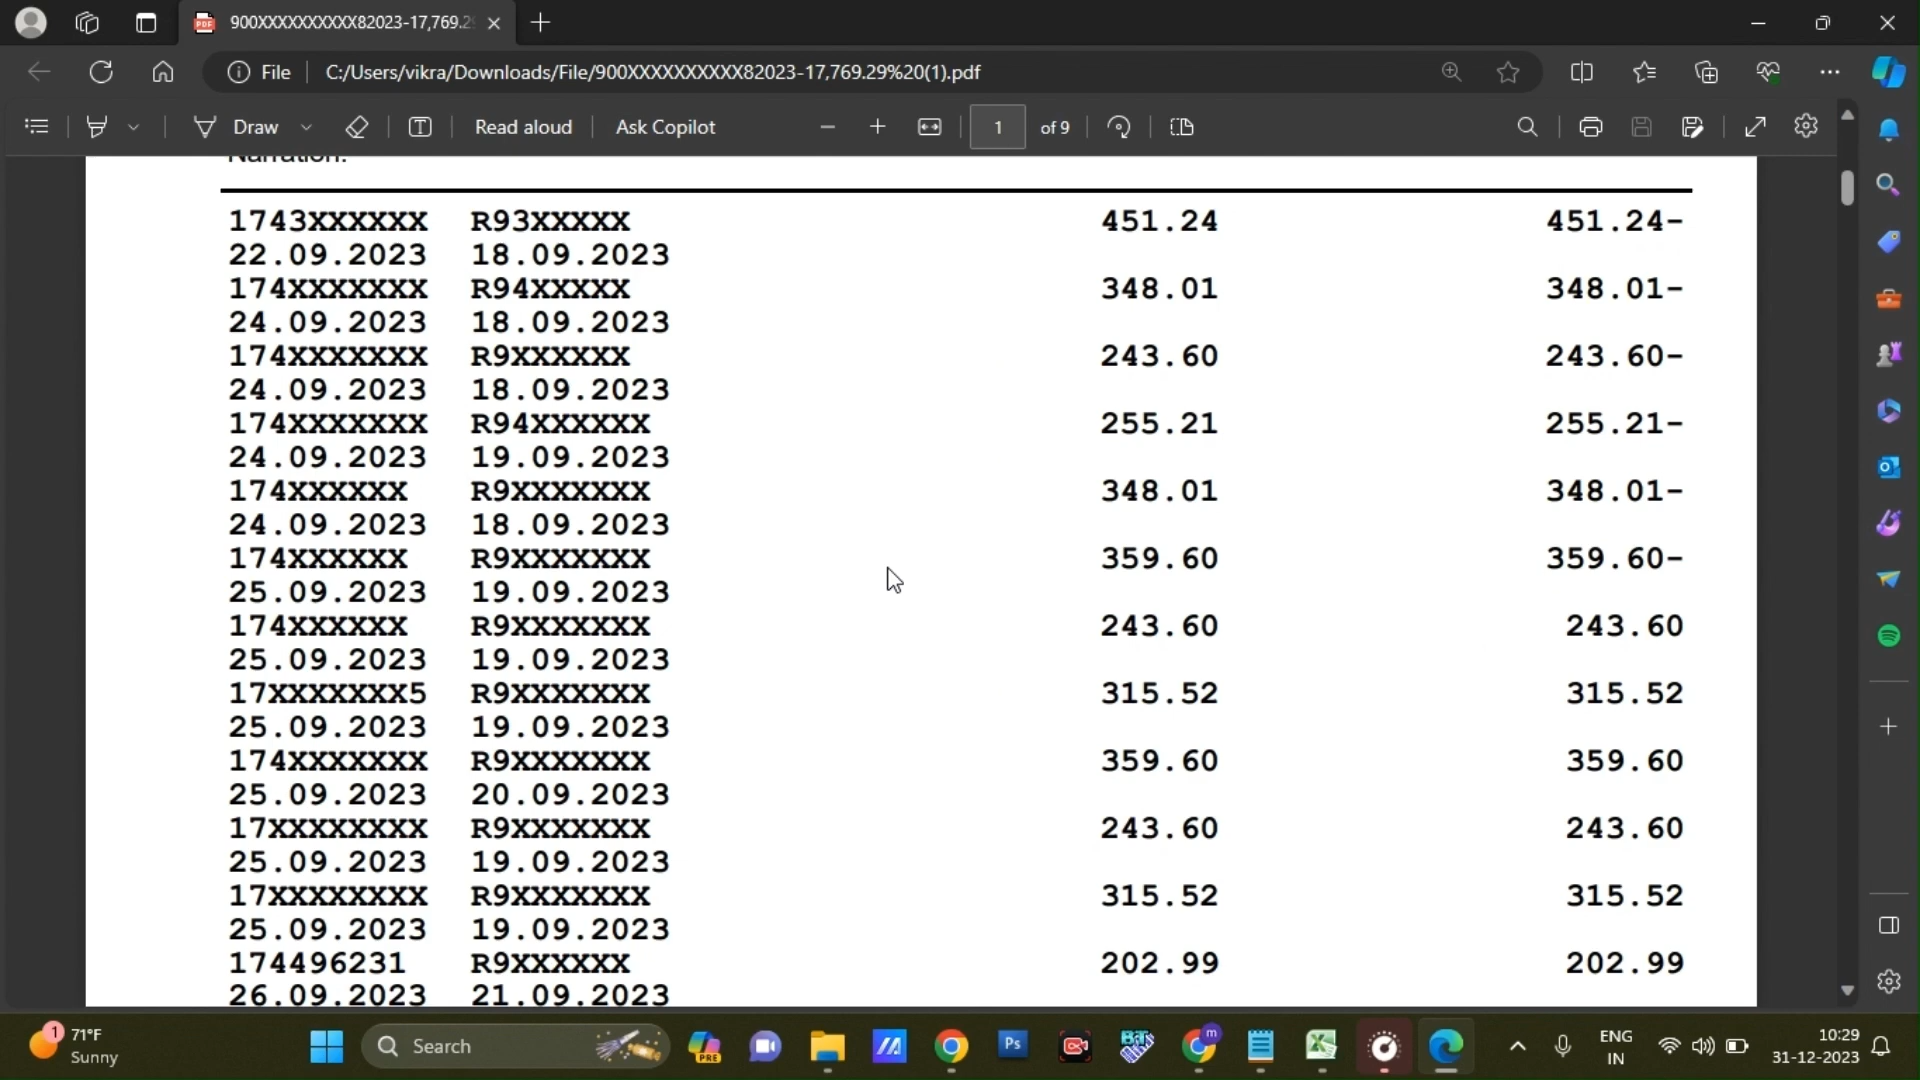 900XXXXXXXXXX82023-17,769.2
File C:/Users/vikra/Downloads/File/900XXXXXXXXXX82023-17,769.29%20(1).pdf
Draw Read aloud Ask Copilot 1 of 9
Narration:
1743XXXXXX R93XXXXX 451.24 451.24-
22.09.2023 18.09.2023
174XXXXXXX R94XXXXX 348.01 348.01-
24.09.2023 18.09.2023
174XXXXXXX R9XXXXXX 243.60 243.60-
24.09.2023 18.09.2023
174XXXXXXX R94XXXXXX 255.21 255.21-
24.09.2023 19.09.2023
174XXXXXX R9XXXXXXX 348.01 348.01-
24.09.2023 18.09.2023
174XXXXXX R9XXXXXXX 359.60 359.60-
25.09.2023 19.09.2023
174XXXXXX R9XXXXXXX 243.60 243.60
25.09.2023 19.09.2023
17XXXXXXX5 R9XXXXXXX 315.52 315.52
25.09.2023 19.09.2023
174XXXXXXX R9XXXXXXX 359.60 359.60
25.09.2023 20.09.2023
17XXXXXXXX R9XXXXXXX 243.60 243.60
25.09.2023 19.09.2023
17XXXXXXXX R9XXXXXXX 315.52 315.52
25.09.2023 19.09.2023
174496231 R9XXXXXX 202.99 202.99
26.09.2023 21.09.2023
1 71°F
Sunny
Search
PRE
Ps
m
ENG
IN
10:29
31-12-2023